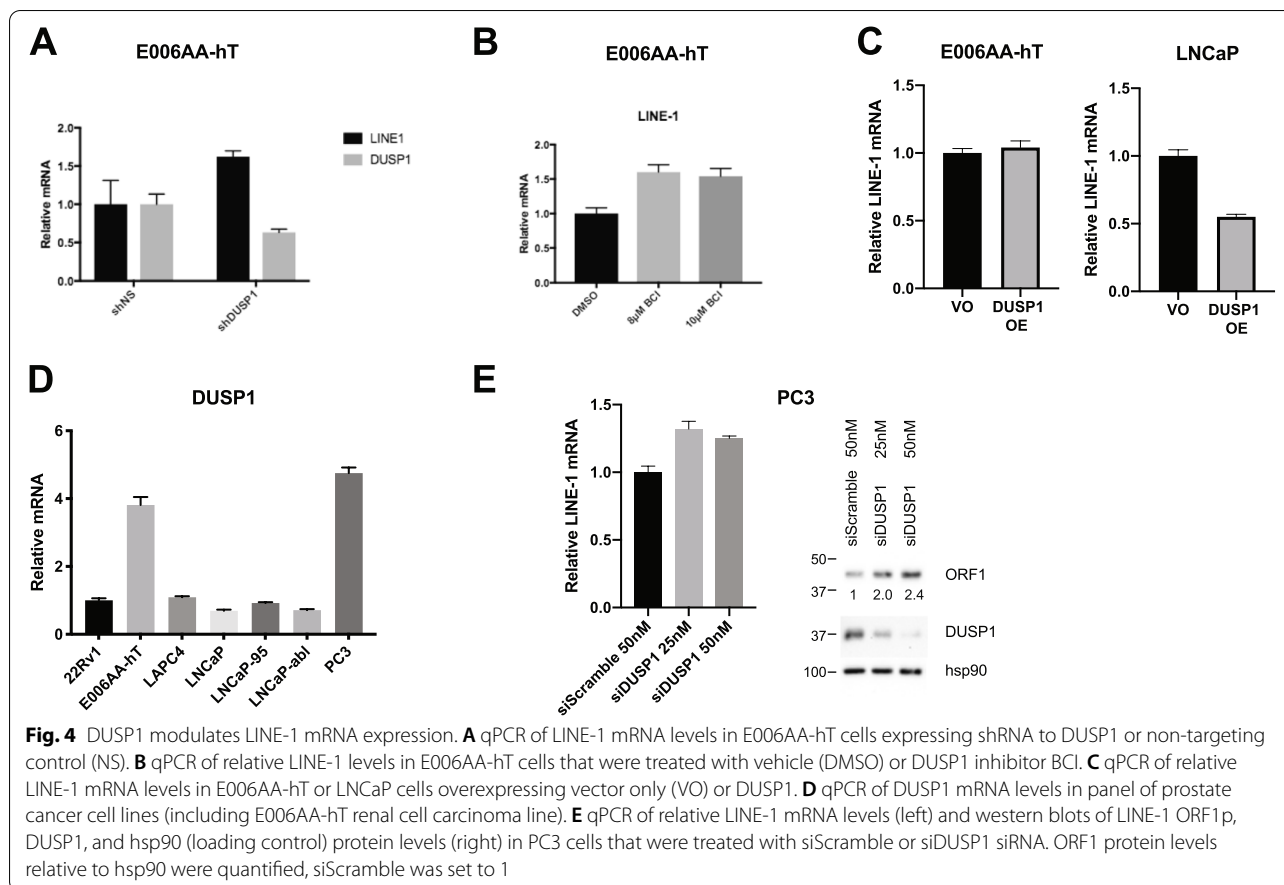 A
E006AA-hT
Relative mRNA
2.0
1.5
1.0
0.5
0.0
shNS
shDUSP1
LINE1
DUSP1
B
E006AA-hT
LINE-1
Relative mRNA
2.0
1.5
1.0
0.5
0.0
DMSO
8μM BCI
10μM BCI
C
E006AA-hT
Relative LINE-1 mRNA
1.5
1.0
0.5
0.0
VO
DUSP1
OE
LNCaP
Relative LINE-1 mRNA
1.5
1.0
0.5
0.0
VO
DUSP1
OE
D
DUSP1
Relative mRNA
6
4
2
0
22Rv1
E006AA-hT
LAPC4
LNCaP
LNCaP-95
LNCaP-abl
PC3
E
PC3
Relative LINE-1 mRNA
1.5
1.0
0.5
0.0
siScramble 50nM
siDUSP1 25nM
siDUSP1 50nM
siScramble 50nM
siDUSP1 25nM
siDUSP1 50nM
50
37
ORF1
1 2.0 2.4
37
DUSP1
100
hsp90
Fig. 4 DUSP1 modulates LINE-1 mRNA expression. A qPCR of LINE-1 mRNA levels in E006AA-hT cells expressing shRNA to DUSP1 or non-targeting
control (NS). B qPCR of relative LINE-1 levels in E006AA-hT cells that were treated with vehicle (DMSO) or DUSP1 inhibitor BCI. C qPCR of relative
LINE-1 mRNA levels in E006AA-hT or LNCaP cells overexpressing vector only (VO) or DUSP1. D qPCR of DUSP1 mRNA levels in panel of prostate
cancer cell lines (including E006AA-hT renal cell carcinoma line). E qPCR of relative LINE-1 mRNA levels (left) and western blots of LINE-1 ORF1p,
DUSP1, and hsp90 (loading control) protein levels (right) in PC3 cells that were treated with siScramble or siDUSP1 siRNA. ORF1 protein levels
relative to hsp90 were quantified, siScramble was set to 1